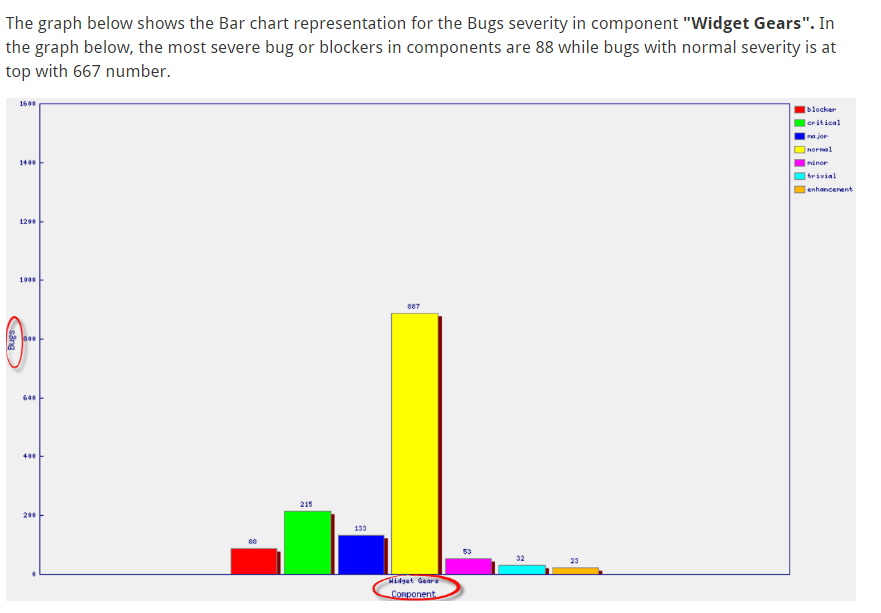 The graph below shows the Bar chart representation for the Bugs severity in component "Widget Gears". In
the graph below, the most severe bug or blockers in components are 88 while bugs with normal severity is at
top with 667 number.
1600
blocker
critical
major
normal
minor
trivial
enhancement
1400
1200
1000
887
Bugs
800
600
400
215
200
133
88
53
32
23
0
Widget Gears
Component